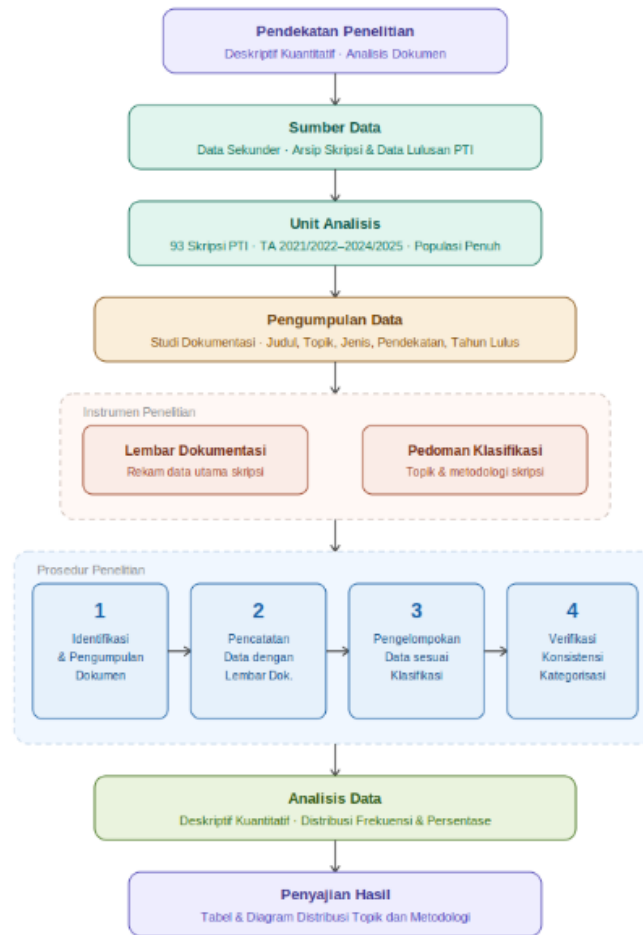 Pendekatan Penelitian
Deskriptif Kuantitatif · Analisis Dokumen
Sumber Data
Data Sekunder · Arsip Skripsi & Data Lulusan PTI
Unit Analisis
93 Skripsi PTI · TA 2021/2022–2024/2025 · Populasi Penuh
Pengumpulan Data
Studi Dokumentasi · Judul, Topik, Jenis, Pendekatan, Tahun Lulus
Instrumen Penelitian
Lembar Dokumentasi
Rekam data utama skripsi
Pedoman Klasifikasi
Topik & metodologi skripsi
Prosedur Penelitian
1
Identifikasi
& Pengumpulan
Dokumen
2
Pencatatan
Data dengan
Lembar Dok.
3
Pengelompokan
Data sesuai
Klasifikasi
4
Verifikasi
Konsistensi
Kategorisasi
Analisis Data
Deskriptif Kuantitatif · Distribusi Frekuensi & Persentase
Penyajian Hasil
Tabel & Diagram Distribusi Topik dan Metodologi